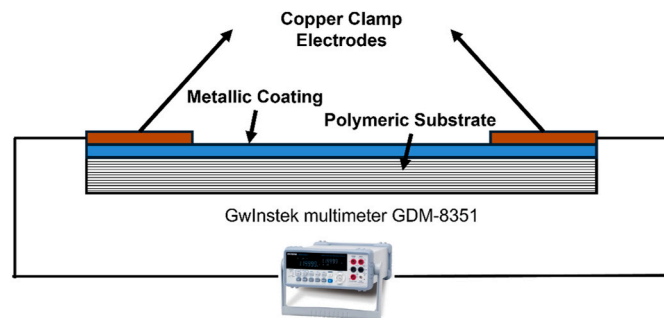 Copper Clamp
Electrodes
Metallic Coating
Polymeric Substrate
GwInstek multimeter GDM-8351